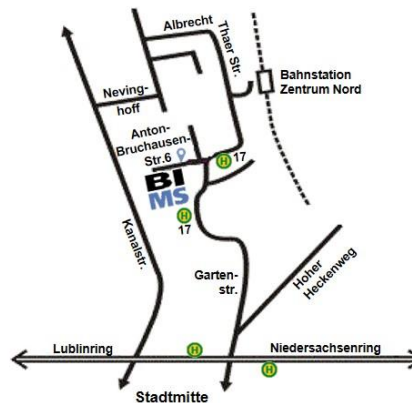 Albrecht
Thaer Str.
Bahnstation
Zentrum Nord
Neving-
hoff
Anton-
Bruchausen-
Str.6
H 17
BI
MS
H
17
Kanalstr.
Garten-
str.
Hoher
Heckenweg
Lublinring
H
Niedersachsenring
H
Stadtmitte